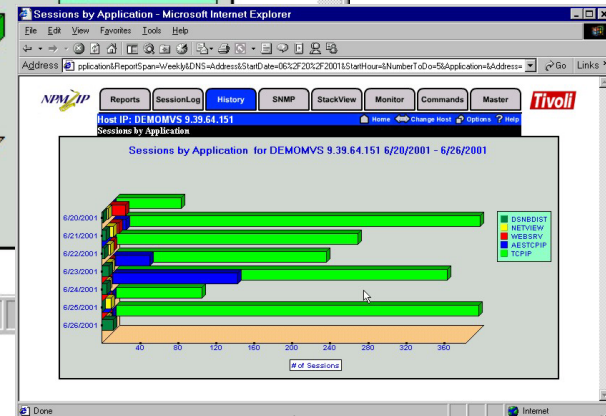 Sessions by Application - Microsoft Internet Explorer
File Edit View Favorites Tools Help
Address pplication&ReportSpan=Weekly&DNS=Address=&StartDate=06%2F20%2F2001&StartHour=&NumberToDo=5&Application=&Address= Go Links
NPM/IP Reports SessionLog History SNMP StackView Monitor Commands Master Tivoli
Host IP: DEMOMVS 9.39.64.151 Home Change Host Options ? Help
Sessions by Application
Sessions by Application for DEMOMVS 9.39.64.151 6/20/2001 - 6/26/2001
6/20/2001
6/21/2001
6/22/2001
6/23/2001
6/24/2001
6/25/2001
6/26/2001
DSNBDIST
NETVIEW
WEBSRV
AESTCPIP
TCPIP
40 80 120 160 200 240 280 320 360
# of Sessions
Done Internet